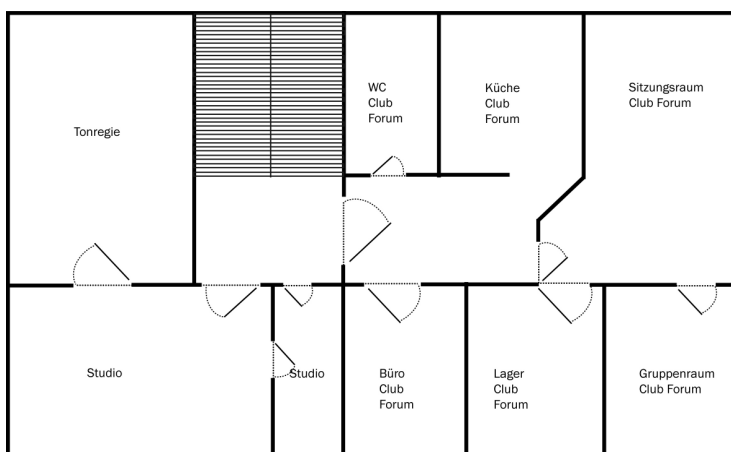 WC
Club
Forum
Küche
Club
Forum
Sitzungsraum
Club Forum
Tonregie
Studio
Studio
Büro
Club
Forum
Lager
Club
Forum
Gruppenraum
Club Forum